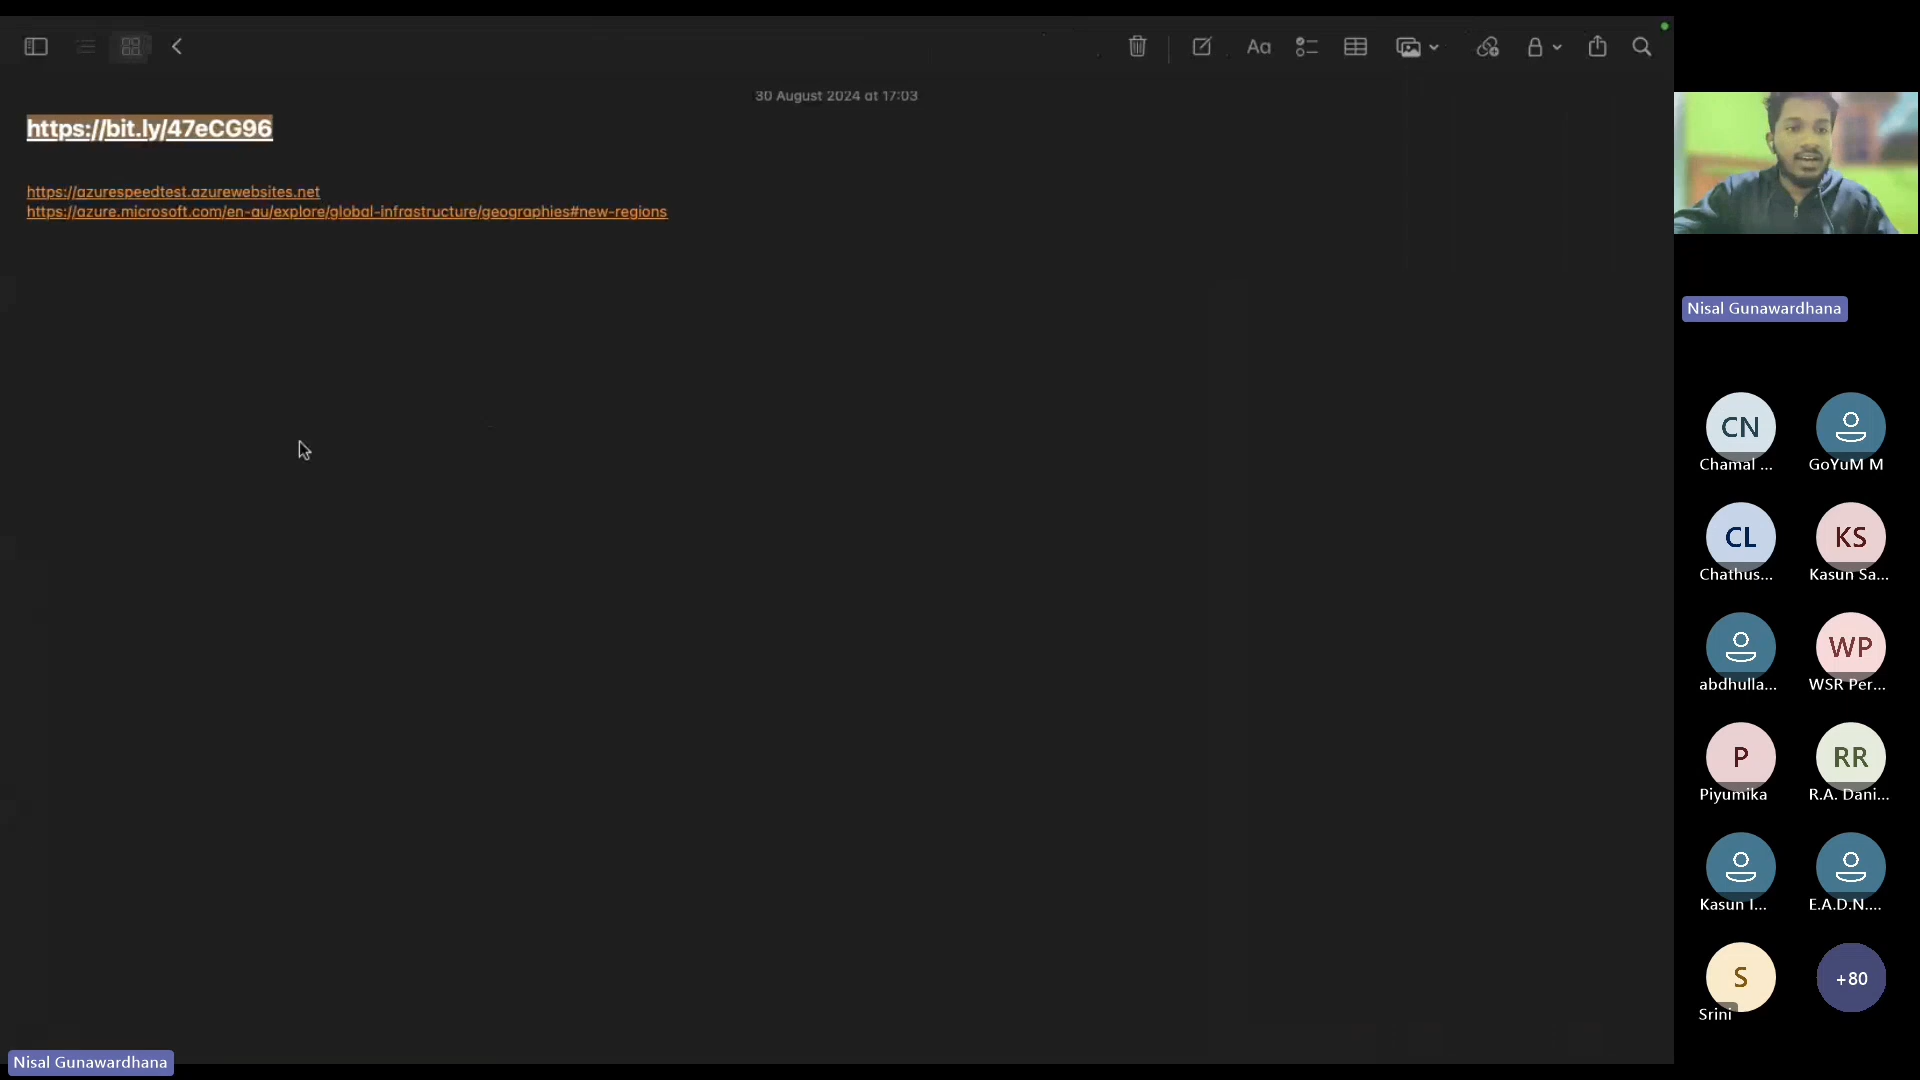 Aa
30 August 2024 at 17:03
https://bit.ly/47eCG96
https://azurespeedtest.azurewebsites.net
https://azure.microsoft.com/en-au/explore/global-infrastructure/geographies#new-regions
Nisal Gunawardhana
CN
Chamal ...
GoYuM M
CL
Chathus...
KS
Kasun Sa...
abdhulla...
WP
WSR Per...
P
Piyumika
RR
R.A. Dani...
Kasun I...
E.A.D.N....
S
Srini
+80
Nisal Gunawardhana